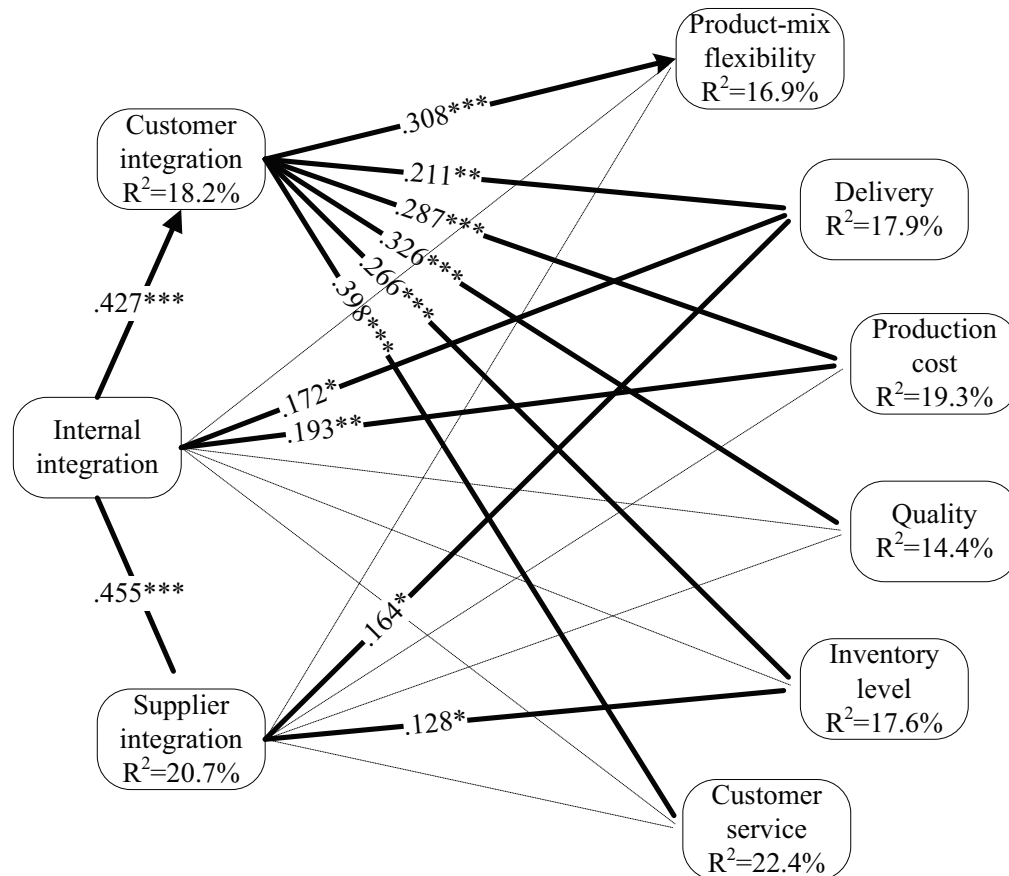 Product-mix
flexibility
R²=16.9%
Customer
integration
R²=18.2%
.308***
.211**
.287***
.326***
.266***
.398***
Delivery
R²=17.9%
.427***
Production
cost
R²=19.3%
.172*
.193**
Internal
integration
Quality
R²=14.4%
.455***
.164*
.128*
Inventory
level
R²=17.6%
Supplier
integration
R²=20.7%
Customer
service
R²=22.4%